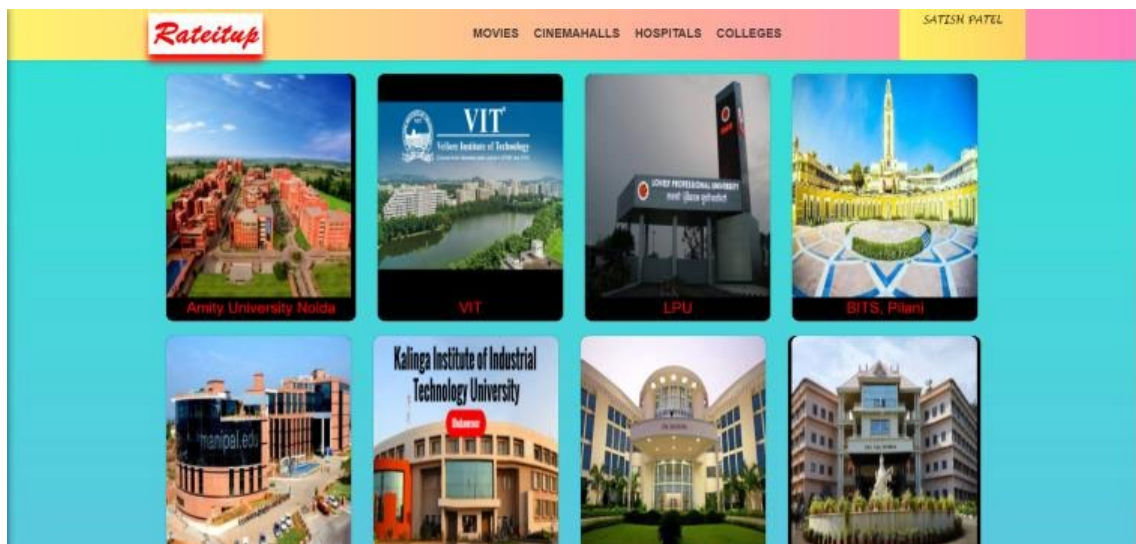 Rateitup
MOVIES CINEMAHALLS HOSPITALS COLLEGES
SATISH PATEL
VIT
Vellore Institute of Technology
LOVELY PROFESSIONAL UNIVERSITY
Amity University Noida
VIT
LPU
BITS, Pilani
manipal.edu
Kalinga Institute of Industrial
Technology University